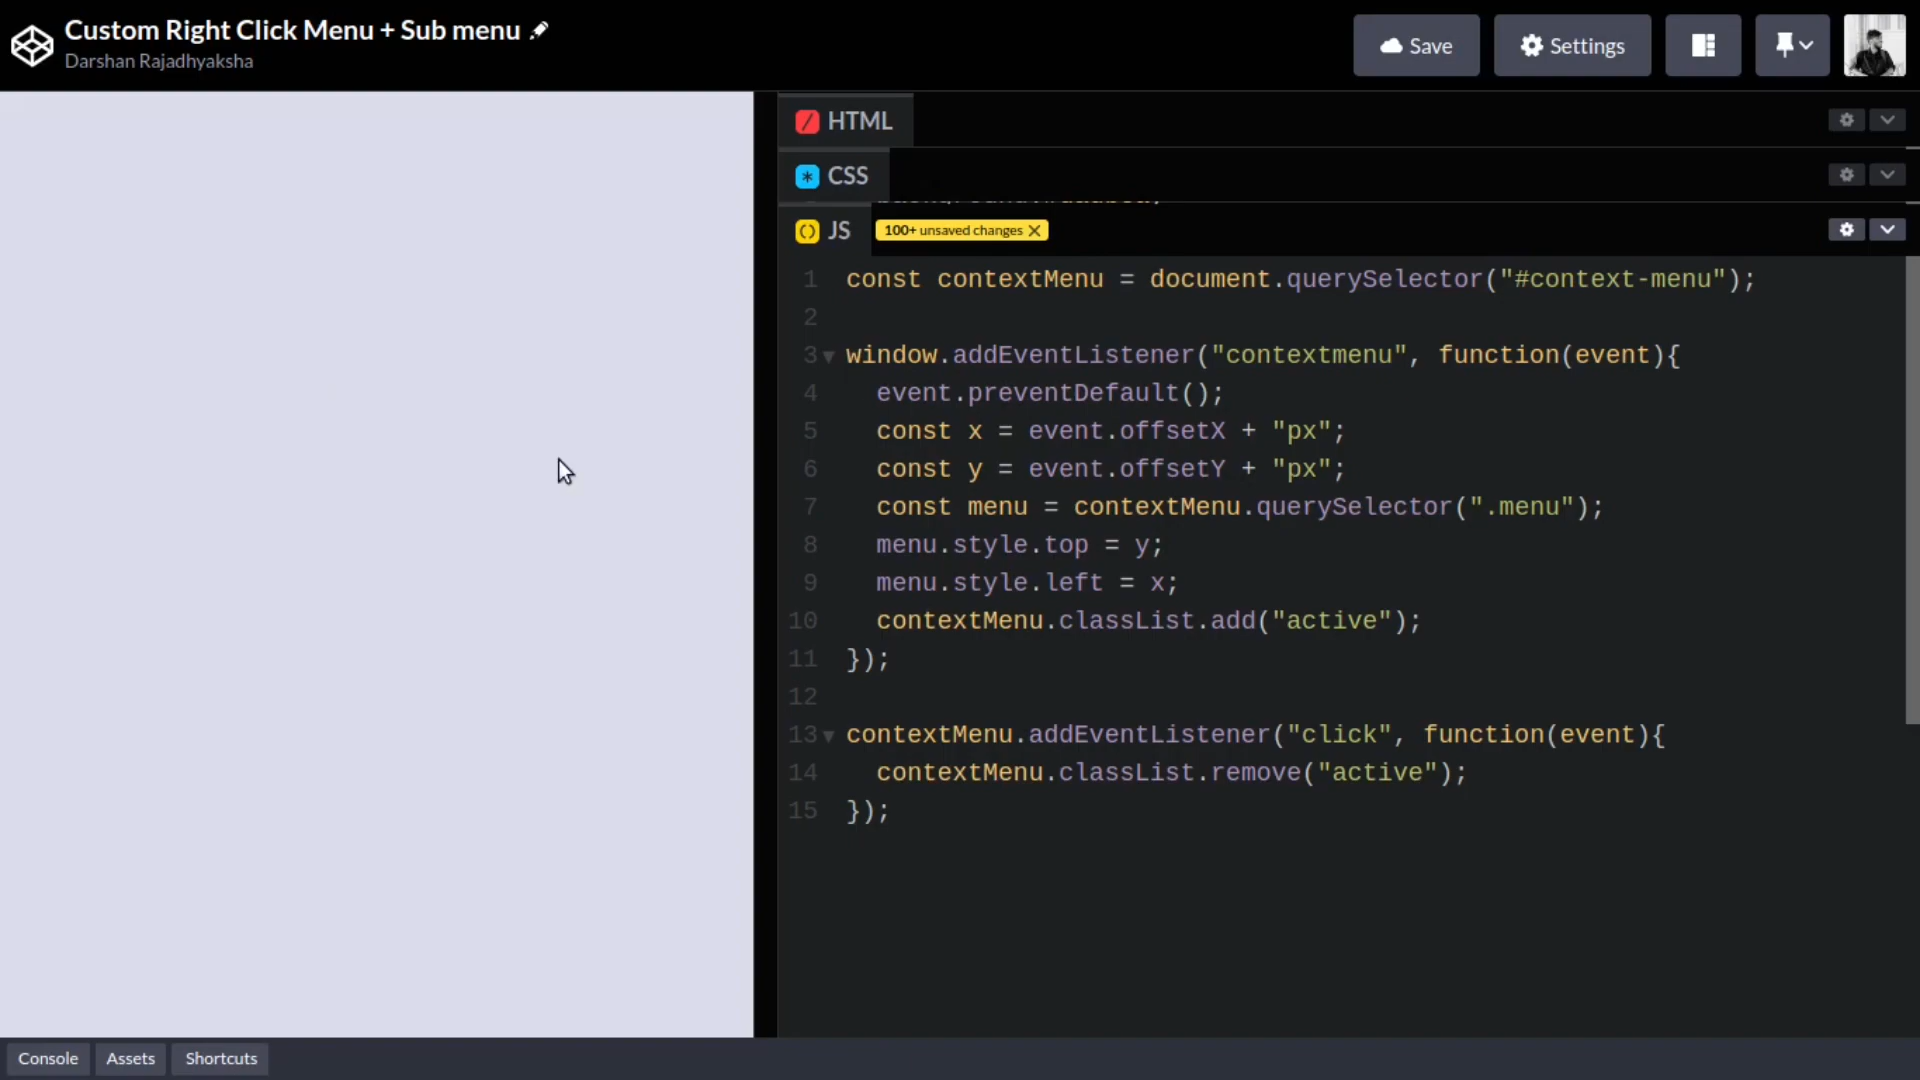 Custom Right Click Menu + Sub menu
Darshan Rajadhyaksha
Save
Settings
HTML
CSS
JS
100+ unsaved changes
1 const contextMenu = document.querySelector("#context-menu");
2
3 window.addEventListener("contextmenu", function(event){
4   event.preventDefault();
5   const x = event.offsetX + "px";
6   const y = event.offsetY + "px";
7   const menu = contextMenu.querySelector(".menu");
8   menu.style.top = y;
9   menu.style.left = x;
10   contextMenu.classList.add("active");
11 });
12
13 contextMenu.addEventListener("click", function(event){
14   contextMenu.classList.remove("active");
15 });
Console
Assets
Shortcuts